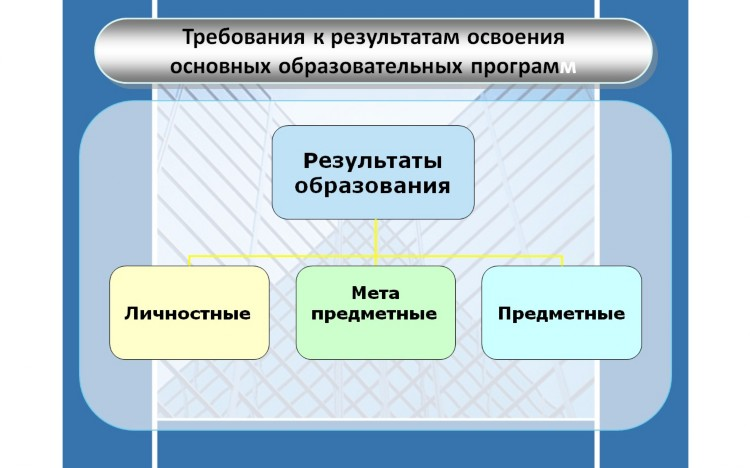 Требования к результатам освоения
основных образовательных программ
Результаты
образования
Личностные
Мета
предметные
Предметные